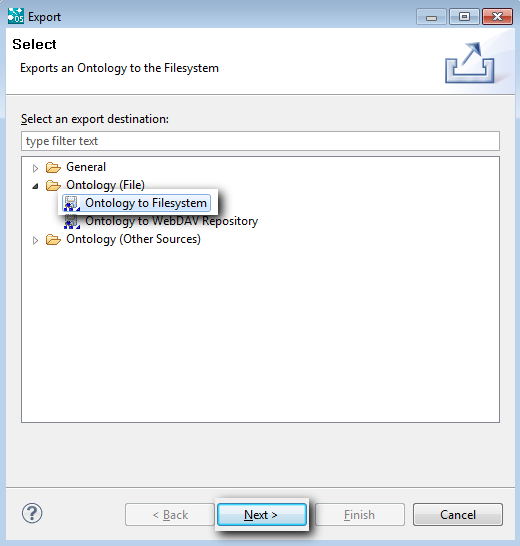 DS Export
Select
Exports an Ontology to the Filesystem
Select an export destination:
type filter text
General
Ontology (File)
Ontology to Filesystem
Ontology to WebDAV Repository
Ontology (Other Sources)
?
< Back
Next >
Finish
Cancel